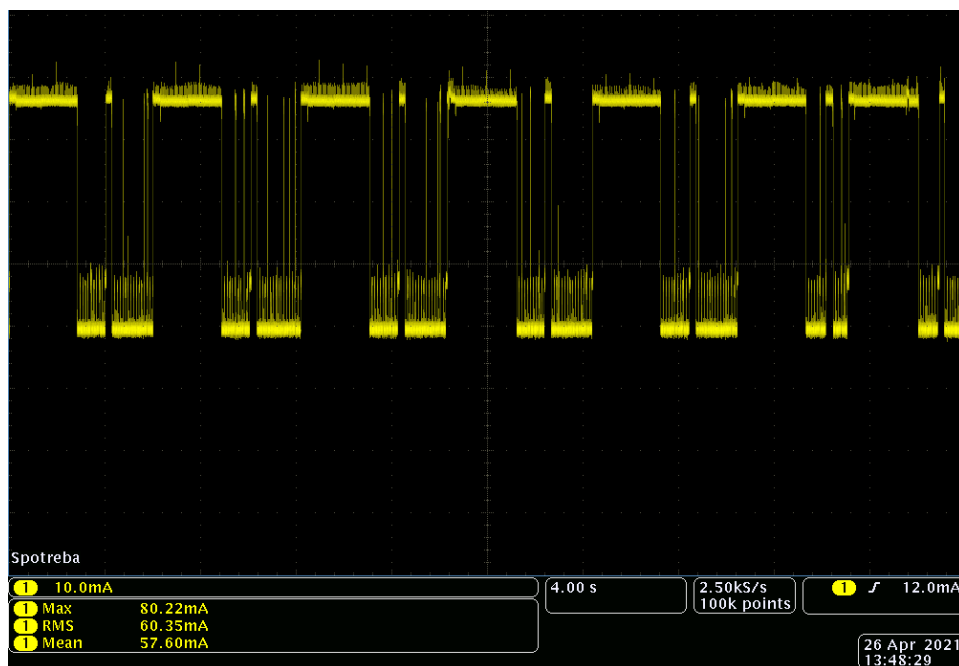 Spotreba
1 10.0mA
4.00 s
2.50kS/s
100k points
1 12.0mA
1 Max 80.22mA
1 RMS 60.35mA
1 Mean 57.60mA
26 Apr 2021
13:48:29